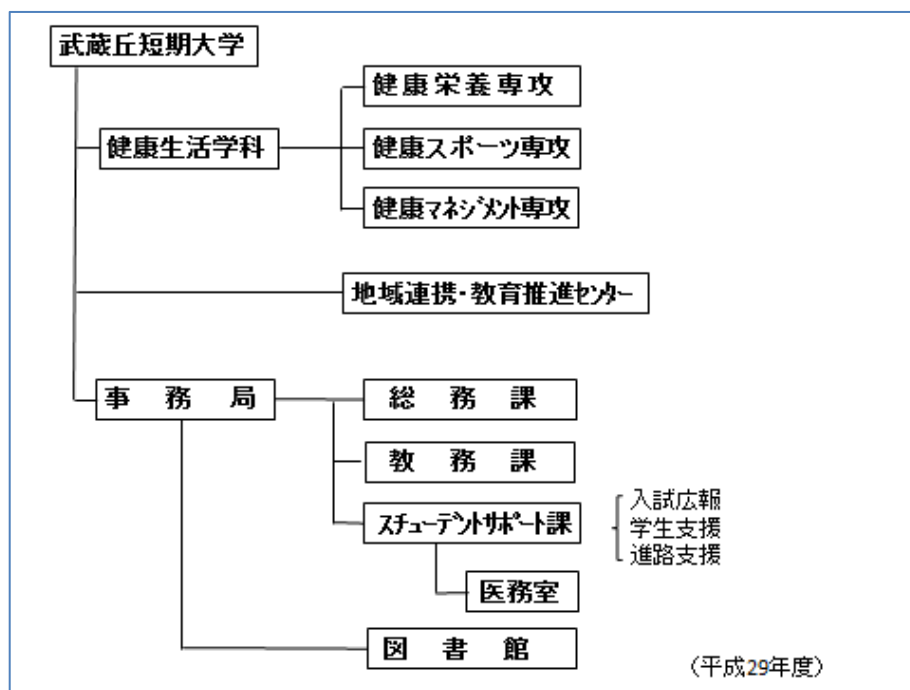 武蔵丘短期大学
健康栄養専攻
健康生活学科
健康スポーツ専攻
健康マネジメント専攻
地域連携・教育推進センター
事務局
総務課
教務課
スチューデントサポート課
入試広報
学生支援
進路支援
医務室
図書館
(平成29年度)